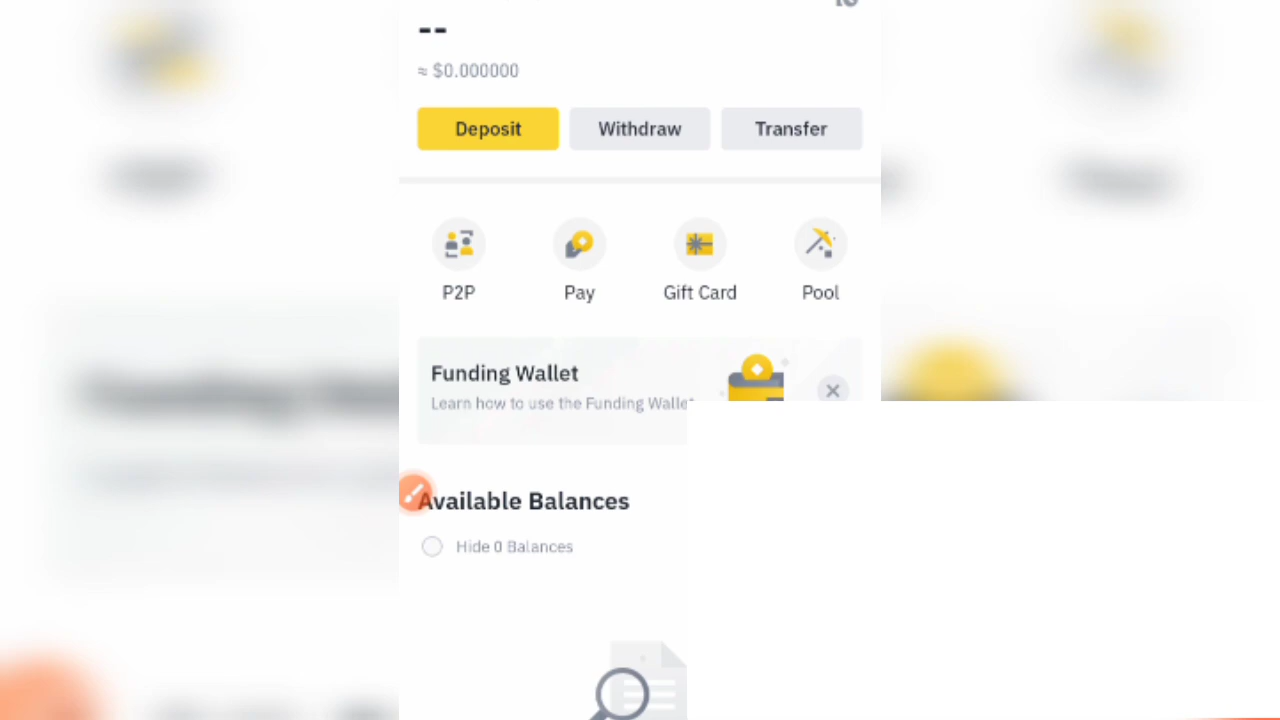 --
≈ $0.000000
Deposit Withdraw Transfer
P2P Pay Gift Card Pool
Funding Wallet
Learn how to use the Funding Wallet
Available Balances
Hide 0 Balances